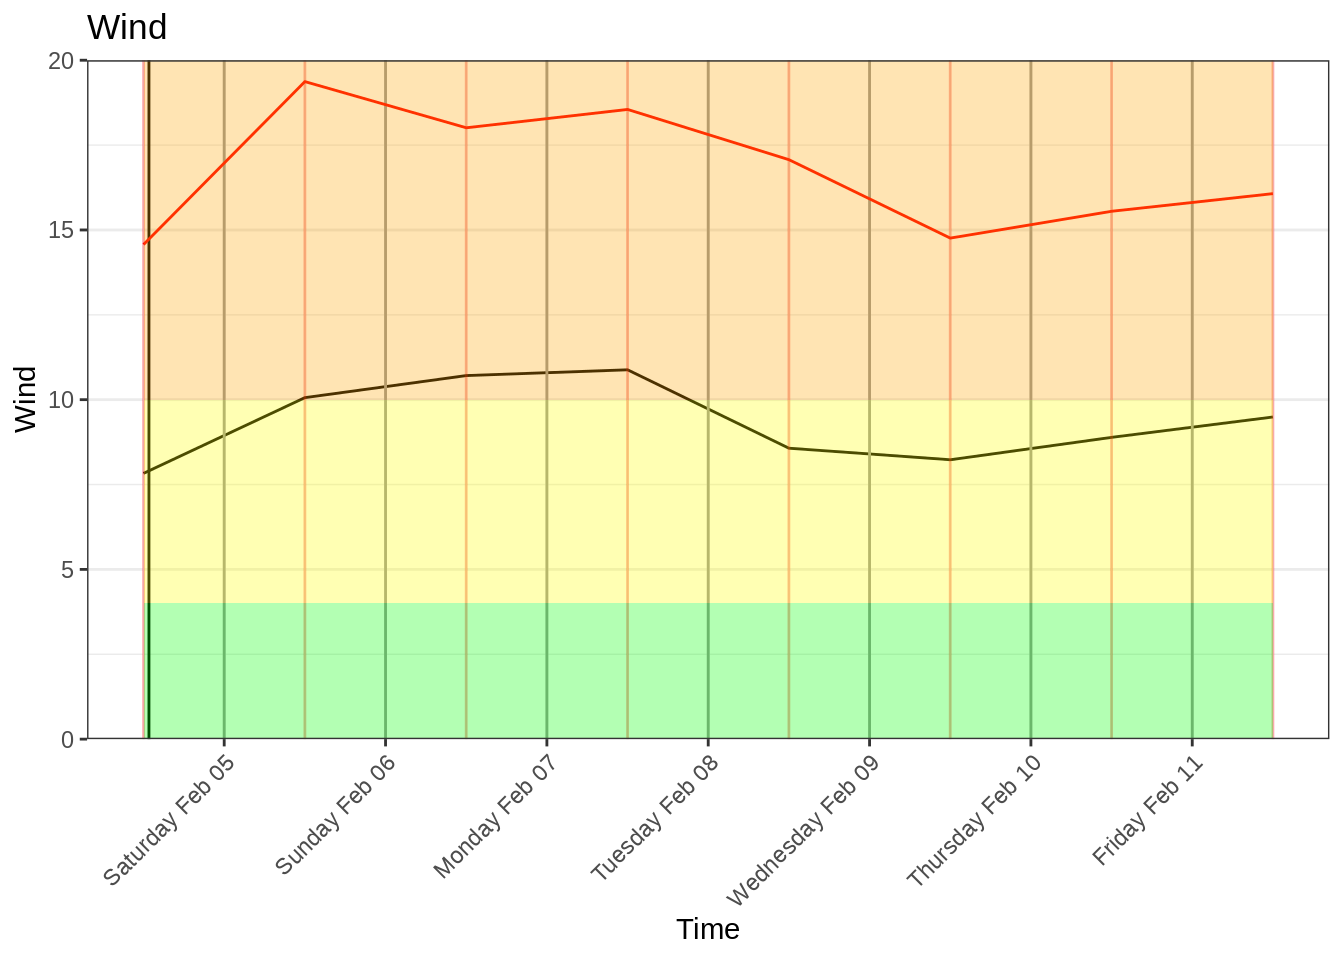 Wind
20
15
10
5
0
Wind
Saturday Feb 05
Sunday Feb 06
Monday Feb 07
Tuesday Feb 08
Wednesday Feb 09
Thursday Feb 10
Friday Feb 11
Time